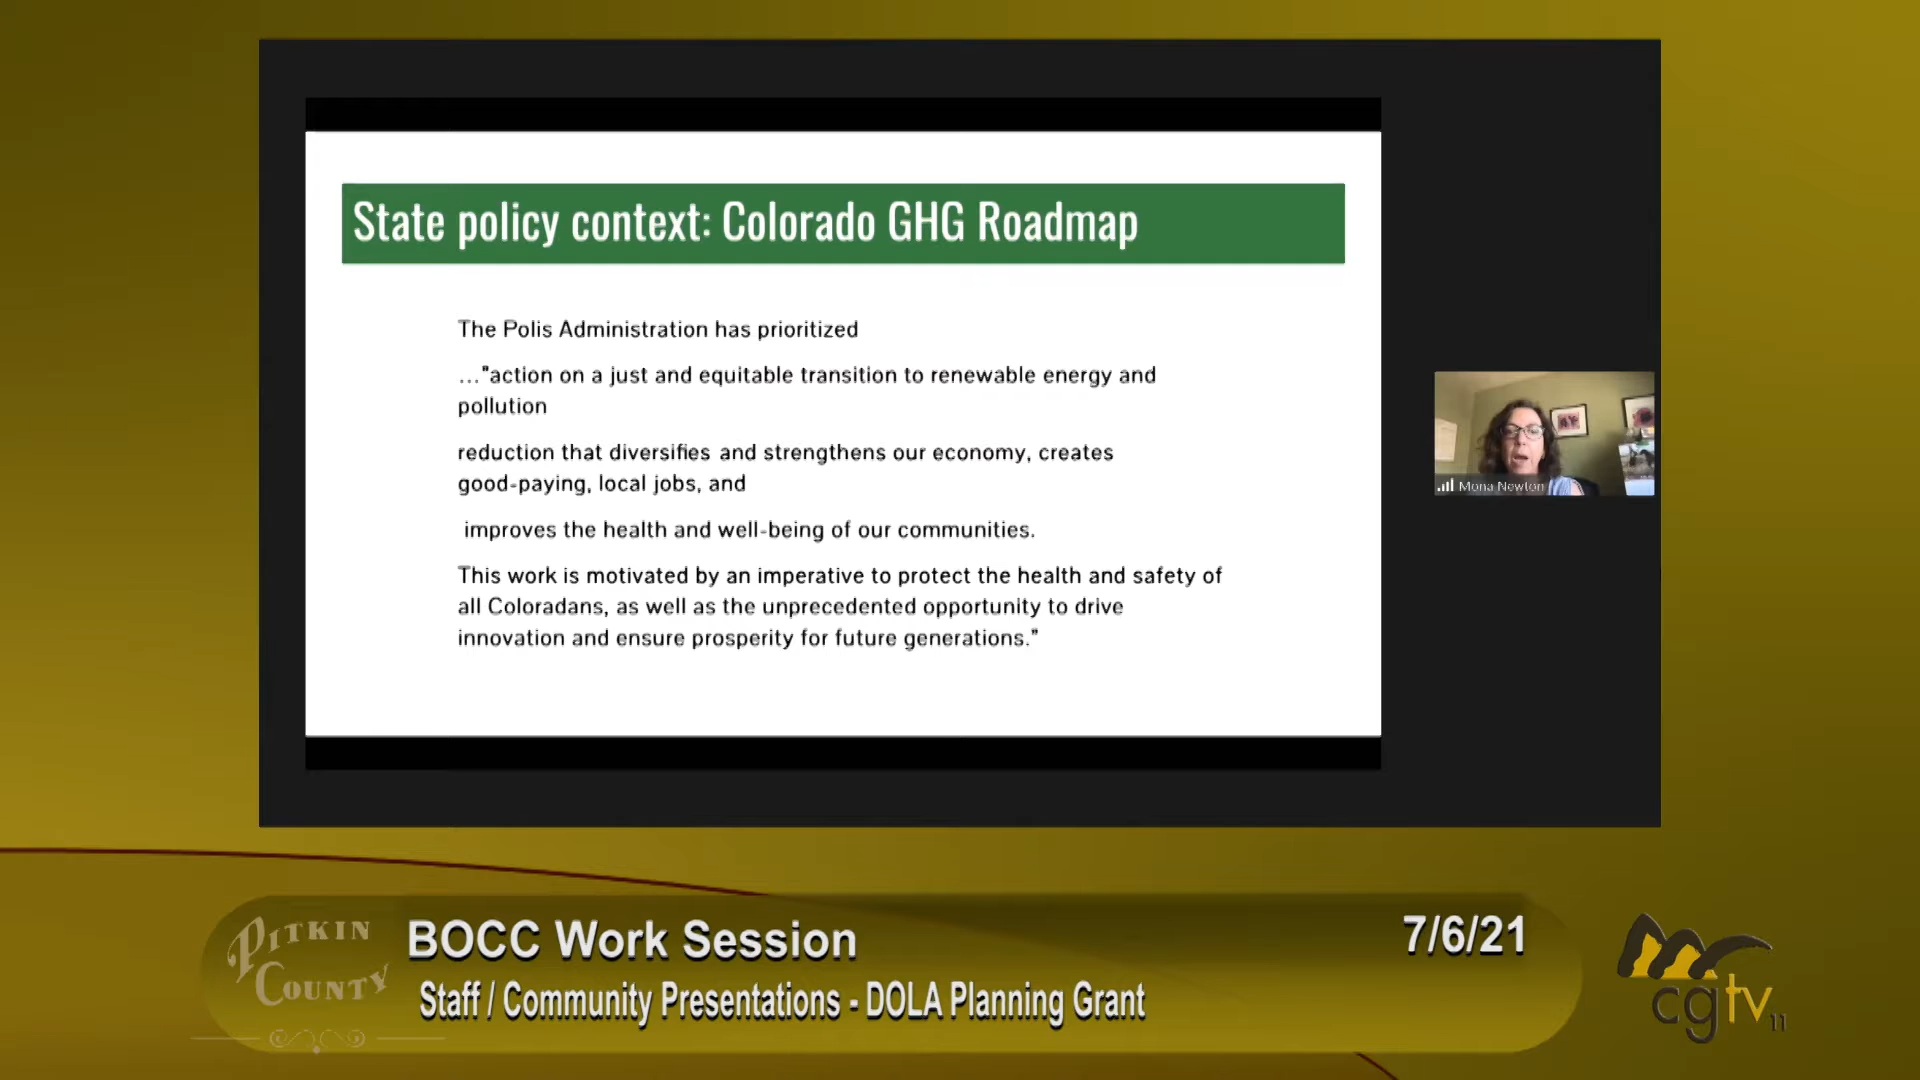 State policy context: Colorado GHG Roadmap
The Polis Administration has prioritized
..."action on a just and equitable transition to renewable energy and
pollution
reduction that diversifies and strengthens our economy, creates
good-paying, local jobs, and
improves the health and well-being of our communities.
This work is motivated by an imperative to protect the health and safety of
all Coloradans, as well as the unprecedented opportunity to drive
innovation and ensure prosperity for future generations."
Mona Newton
PITKIN
COUNTY
BOCC Work Session
7/6/21
Staff / Community Presentations - DOLA Planning Grant
cgtv11